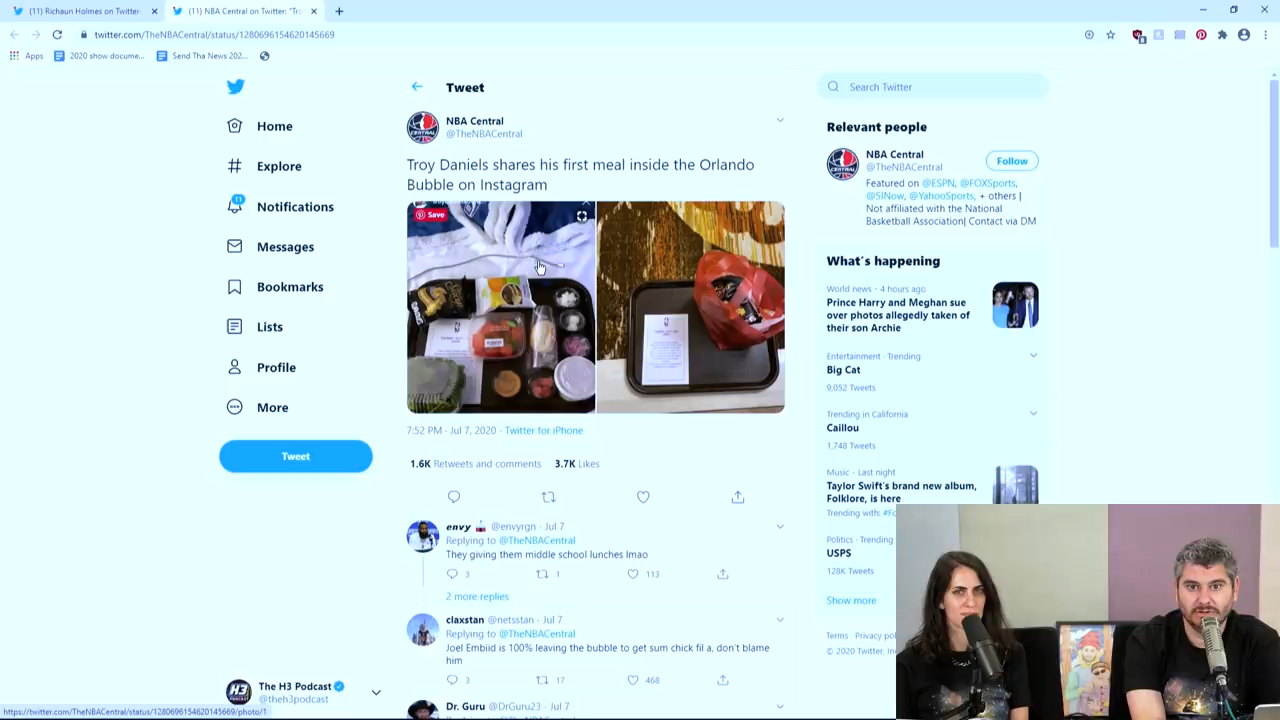 (11) Richaun Holmes on Twitter:
(11) NBA Central on Twitter: "Tro
twitter.com/TheNBACentral/status/1280696154620145669
Apps
2020 show docume...
Send Tha News 202...
Home
Explore
11
Notifications
Messages
Bookmarks
Lists
Profile
More
Tweet
The H3 Podcast
@theh3podcast
https://twitter.com/TheNBACentral/status/1280696154620145669/photo/1
Tweet
NBA Central
@TheNBACentral
Troy Daniels shares his first meal inside the Orlando
Bubble on Instagram
Save
7:52 PM · Jul 7, 2020 · Twitter for iPhone
1.6K Retweets and comments 3.7K Likes
envy @envyrgn · Jul 7
Replying to @TheNBACentral
They giving them middle school lunches lmao
3 1 113
2 more replies
claxstan @netsstan · Jul 7
Replying to @TheNBACentral
Joel Embiid is 100% leaving the bubble to get sum chick fil a, don't blame
him
3 17 468
Dr. Guru @DrGuru23 · Jul 7
Search Twitter
Relevant people
NBA Central
@TheNBACentral
Follow
Featured on @ESPN, @FOXSports,
@SINow, @YahooSports, + others |
Not affiliated with the National
Basketball Association| Contact via DM
What's happening
World news · 4 hours ago
Prince Harry and Meghan sue
over photos allegedly taken of
their son Archie
Entertainment · Trending
Big Cat
9,052 Tweets
Trending in California
Caillou
1,748 Tweets
Music · Last night
Taylor Swift's brand new album,
Folklore, is here
Trending with: #Fo
Politics · Trending
USPS
128K Tweets
Show more
Terms Privacy pol
© 2020 Twitter, In